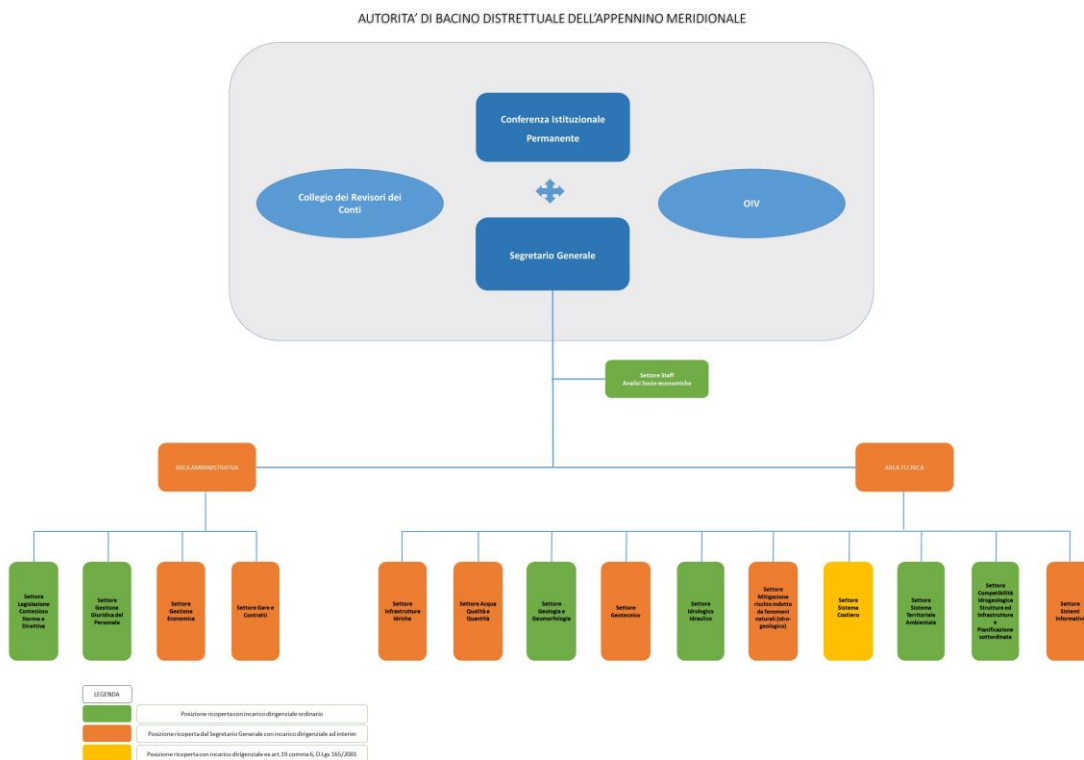 AUTORITA’ DI BACINO DISTRETTUALE DELL’APPENNINO MERIDIONALE
Conferenza Istituzionale
Permanente
Collegio dei Revisori dei
Conti
OIV
Segretario Generale
Settore Staff
Analisi Socio economiche
AREA AMMINISTRATIVA
AREA TECNICA
Settore
Legislazione
Contezioso
Norme e
Direttive
Settore
Gestione
Giuridica del
Personale
Settore
Gestione
Economica
Settore Gare e
Contratti
Settore
Infrastrutture
Idriche
Settore Acqua
Qualità e
Quantità
Settore
Geologia e
Geomorfologia
Settore
Geotecnico
Settore
Idrologico
Idraulico
Settore
Mitigazione
rischio indotto
da fenomeni
naturali (idro-
geologico)
Settore
Sistema
Costiero
Settore
Sistema
Territoriale
Ambientale
Settore
Compatibilità
Idrogeologica
Strutture ed
Infrastrutture
e
Pianificazione
sottordinata
Settore
Sistemi
Informativi
LEGENDA
Posizione ricoperta con incarico dirigenziale ordinario
Posizione ricoperta dal Segretario Generale con incarico dirigenziale ad interim
Posizione ricoperta con incarico dirigenziale ex art.19.comma 6, D.Lgs 165/2001